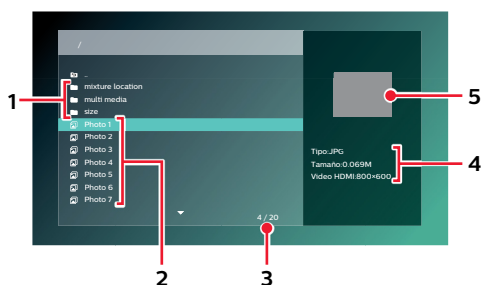 /
..
mixture location
multi media
size
Photo 1
Photo 2
Photo 3
Photo 4
Photo 5
Photo 6
Photo 7
4 / 20
Tipo:JPG
Tamaño:0.069M
Video HDMI:800×600
1
2
3
4
5